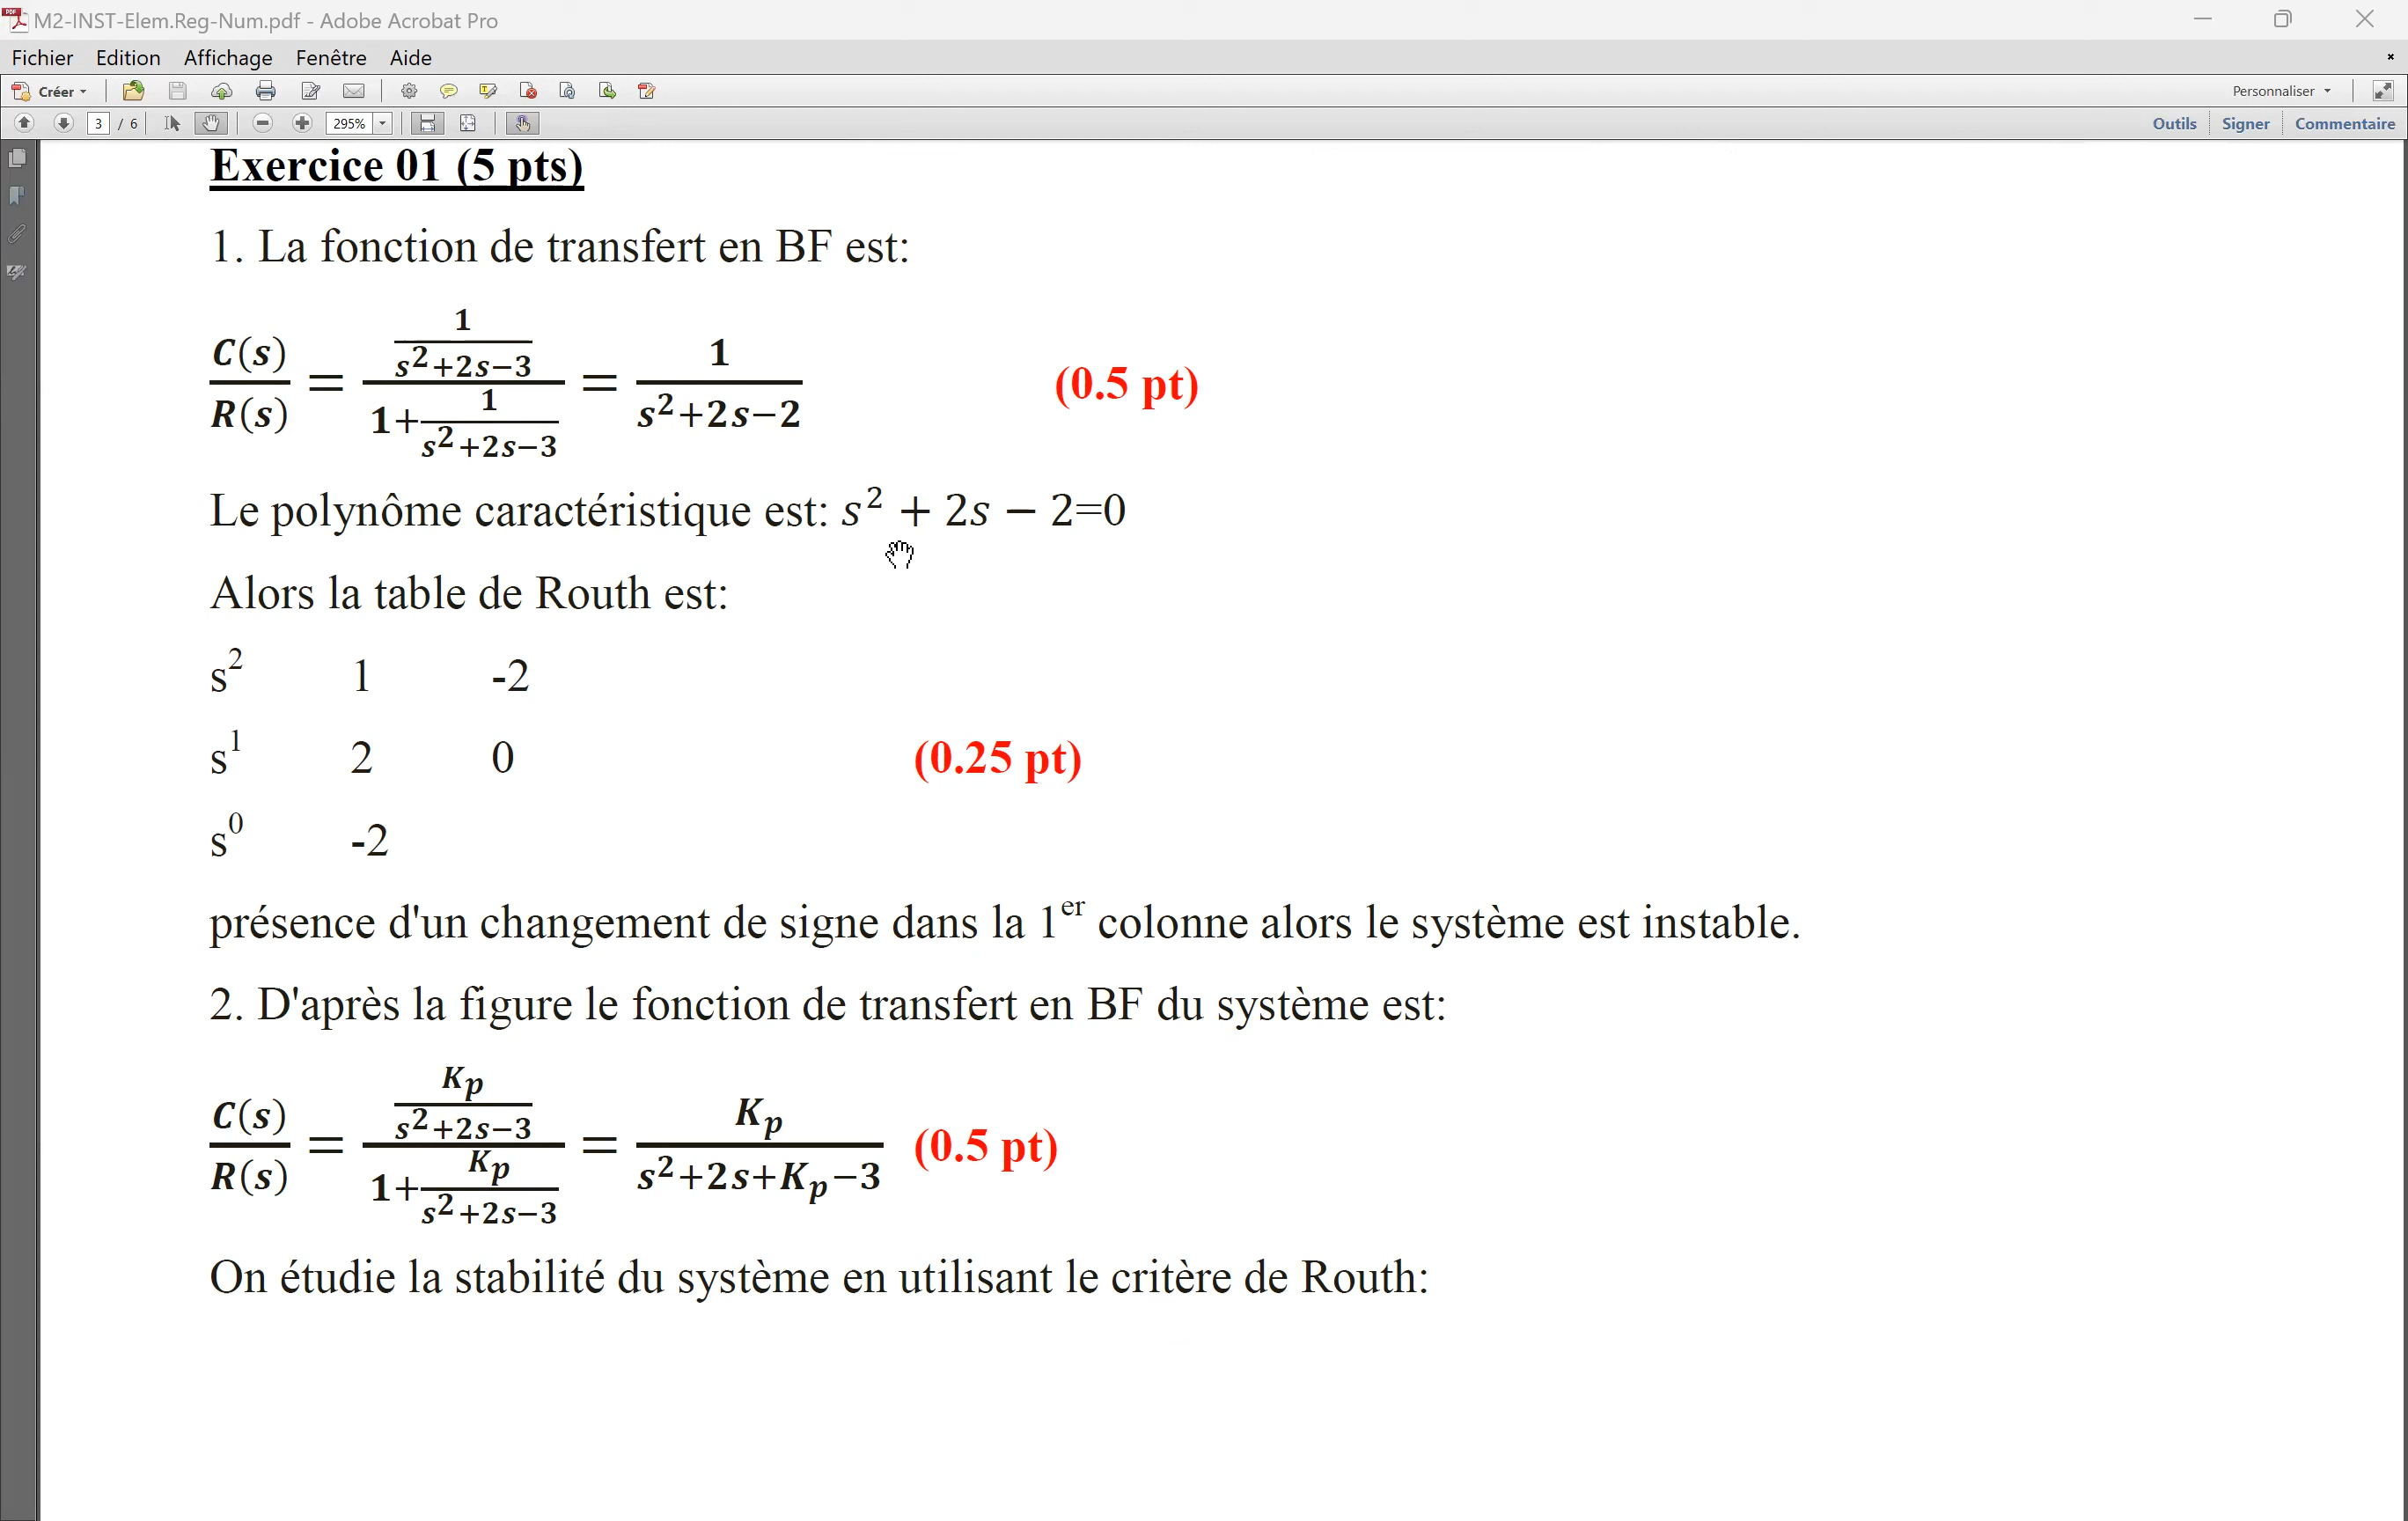 M2-INST-Elem.Reg-Num.pdf - Adobe Acrobat Pro
Fichier Edition Affichage Fenêtre Aide
Créer Personnaliser
3 / 6 295% Outils Signer Commentaire
Exercice 01 (5 pts)
1. La fonction de transfert en BF est:
C(s)/R(s) = (1/(s²+2s−3))/(1+1/(s²+2s−3)) = 1/(s²+2s−2) (0.5 pt)
Le polynôme caractéristique est: s² + 2s − 2=0
Alors la table de Routh est:
s² 1 -2
s¹ 2 0 (0.25 pt)
s⁰ -2
présence d'un changement de signe dans la 1er colonne alors le système est instable.
2. D'après la figure le fonction de transfert en BF du système est:
C(s)/R(s) = (Kp/(s²+2s−3))/(1+Kp/(s²+2s−3)) = Kp/(s²+2s+Kp−3) (0.5 pt)
On étudie la stabilité du système en utilisant le critère de Routh: